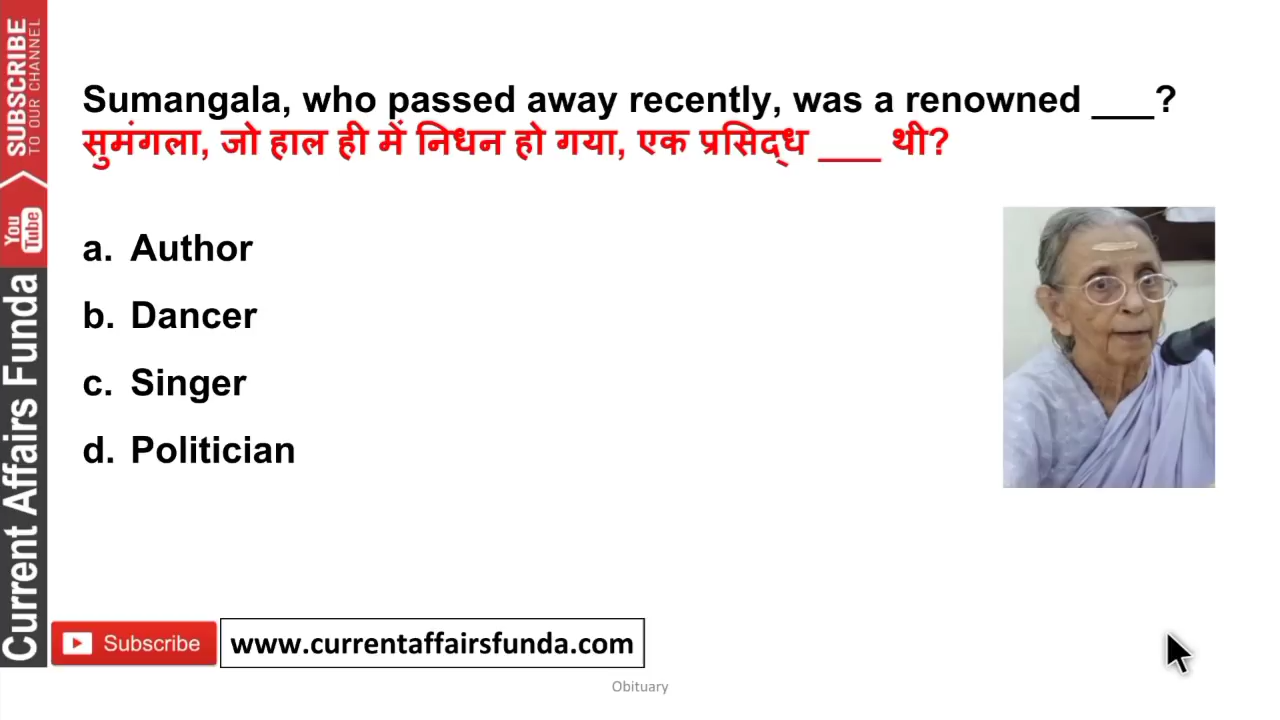 Sumangala, who passed away recently, was a renowned ___?
सुमंगला, जो हाल ही में निधन हो गया, एक प्रसिद्ध ___ थी?
a. Author
b. Dancer
c. Singer
d. Politician
SUBSCRIBE
TO OUR CHANNEL
You
Tube
Current Affairs Funda
Subscribe
www.currentaffairsfunda.com
Obituary